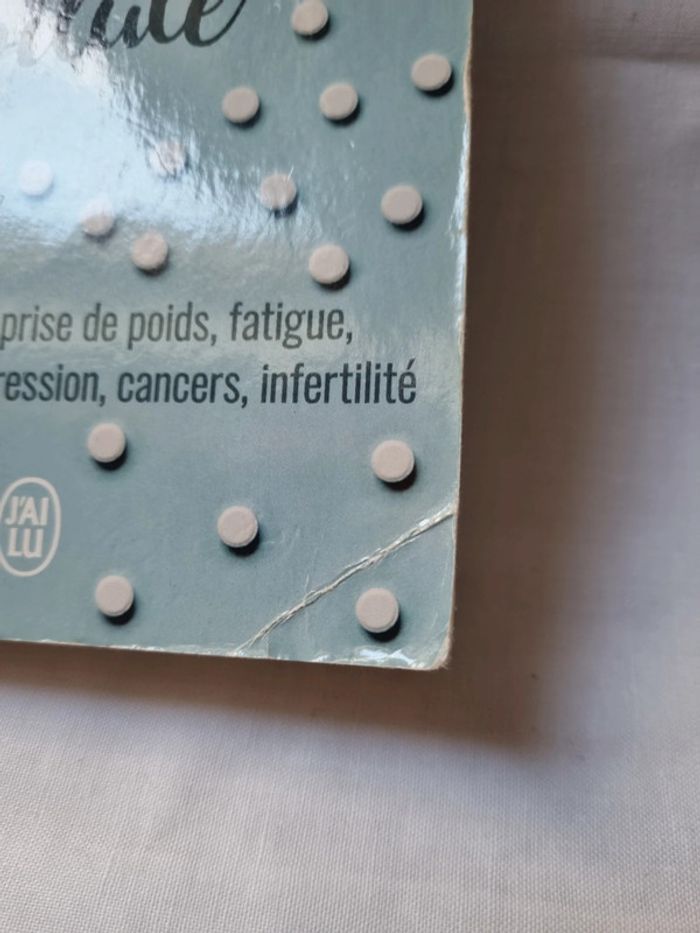 prise de poids, fatigue,
ression, cancers, infertilité
J'AI
LU